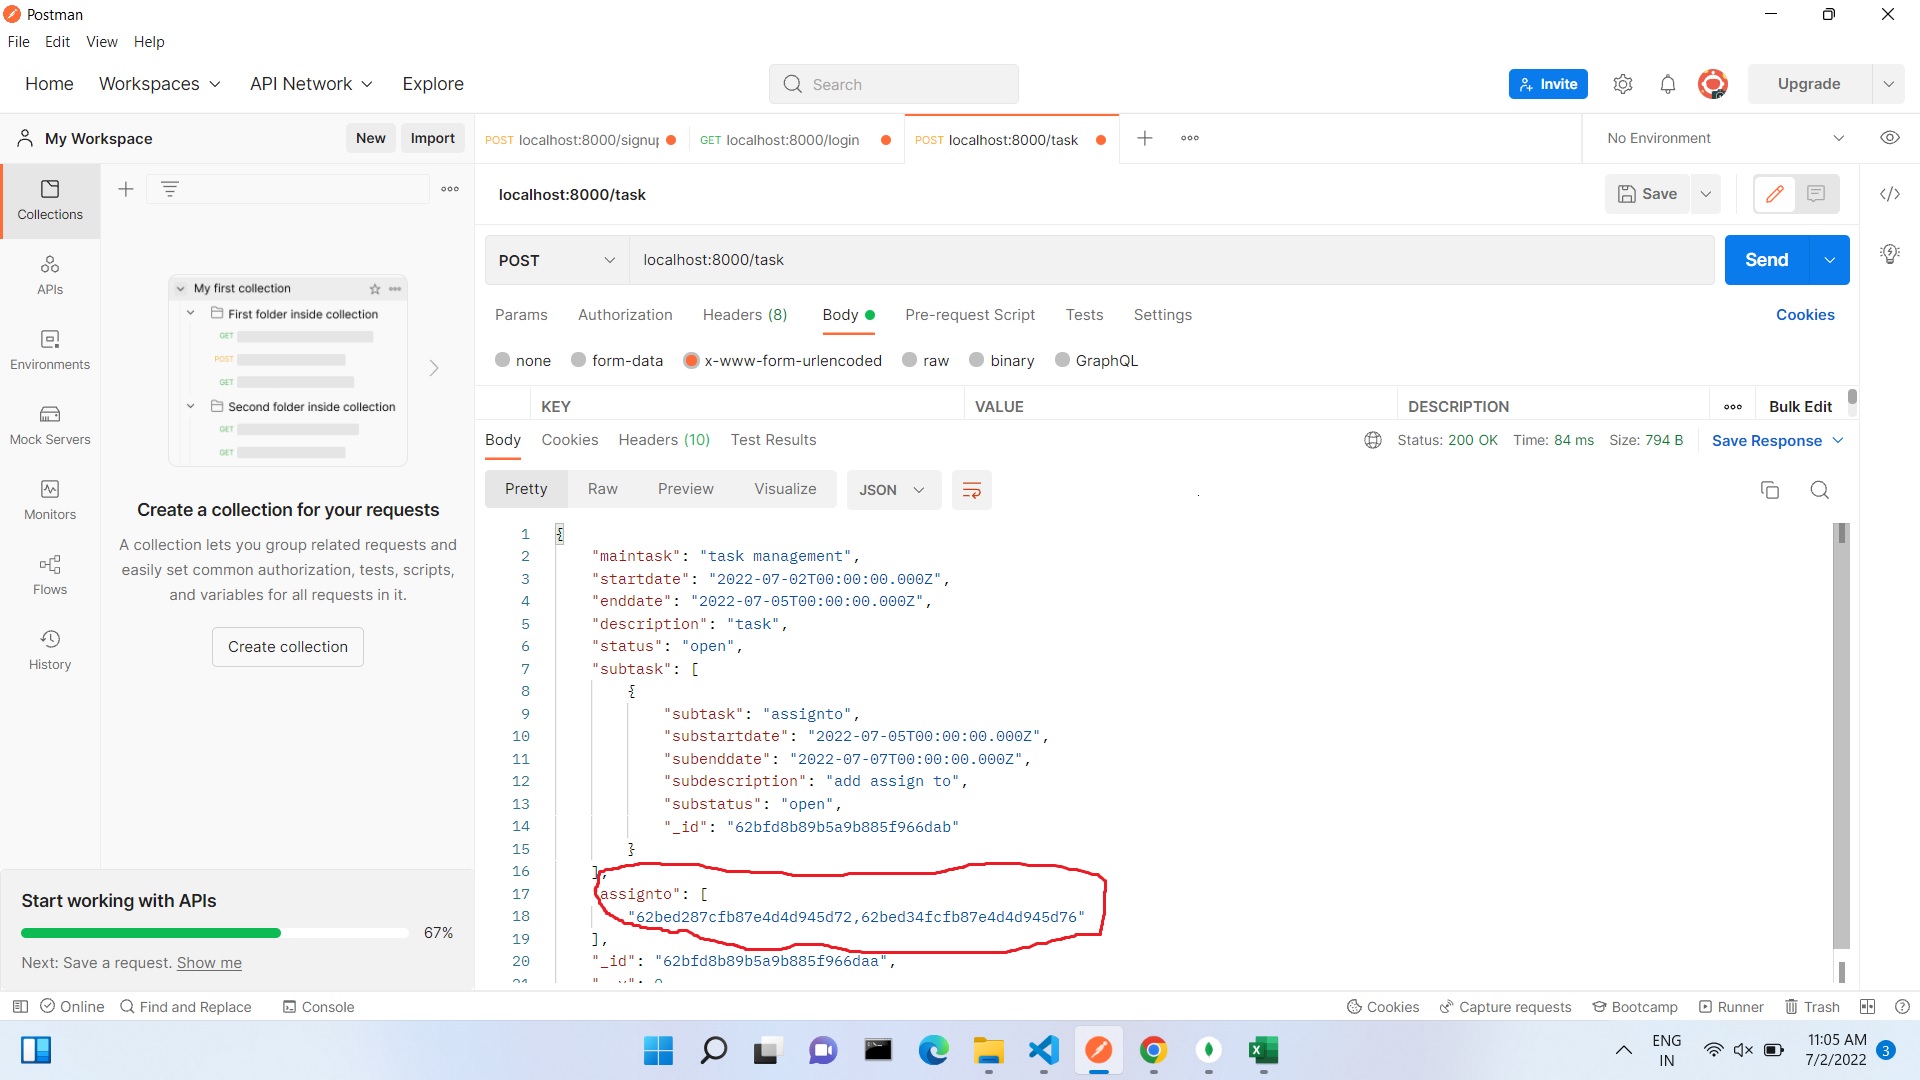 Postman
File Edit View Help
Home Workspaces API Network Explore Search Invite Upgrade
My Workspace New Import
POST localhost:8000/signup GET localhost:8000/login POST localhost:8000/task No Environment
Collections
APIs
Environments
Mock Servers
Monitors
Flows
History
My first collection
First folder inside collection
GET
POST
GET
Second folder inside collection
GET
GET
Create a collection for your requests
A collection lets you group related requests and
easily set common authorization, tests, scripts,
and variables for all requests in it.
Create collection
Start working with APIs
67%
Next: Save a request. Show me
localhost:8000/task Save
POST localhost:8000/task Send
Params Authorization Headers (8) Body Pre-request Script Tests Settings Cookies
none form-data x-www-form-urlencoded raw binary GraphQL
KEY VALUE DESCRIPTION Bulk Edit
Body Cookies Headers (10) Test Results Status: 200 OK Time: 84 ms Size: 794 B Save Response
Pretty Raw Preview Visualize JSON
1 {
2 "maintask": "task management",
3 "startdate": "2022-07-02T00:00:00.000Z",
4 "enddate": "2022-07-05T00:00:00.000Z",
5 "description": "task",
6 "status": "open",
7 "subtask": [
8 {
9 "subtask": "assignto",
10 "substartdate": "2022-07-05T00:00:00.000Z",
11 "subenddate": "2022-07-07T00:00:00.000Z",
12 "subdescription": "add assign to",
13 "substatus": "open",
14 "_id": "62bfd8b89b5a9b885f966dab"
15 }
16 ],
17 assignto": [
18 "62bed287cfb87e4d4d945d72,62bed34fcfb87e4d4d945d76"
19 ],
20 "_id": "62bfd8b89b5a9b885f966daa",
Online Find and Replace Console Cookies Capture requests Bootcamp Runner Trash
ENG
IN
11:05 AM
7/2/2022
3